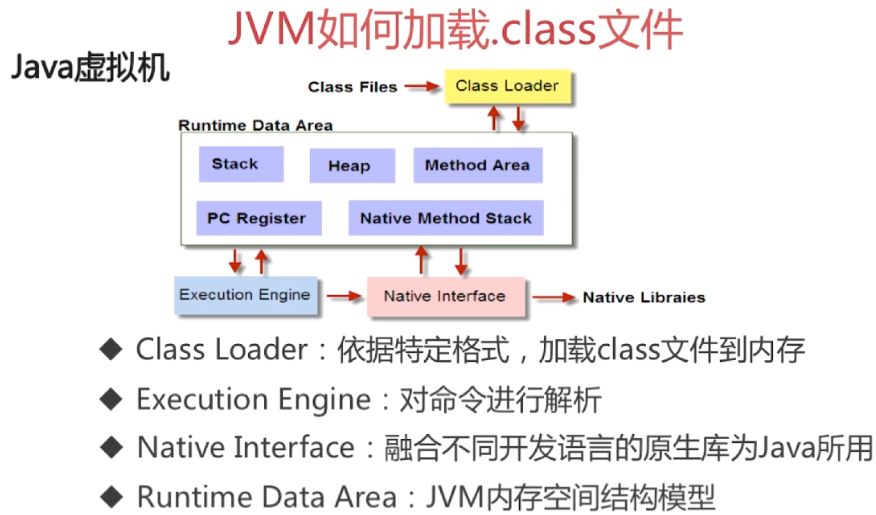 JVM如何加载.class文件
Java虚拟机
Class Files
Class Loader
Runtime Data Area
Stack
Heap
Method Area
PC Register
Native Method Stack
Execution Engine
Native Interface
Native Libraies
◆ Class Loader：依据特定格式，加载class文件到内存
◆ Execution Engine：对命令进行解析
◆ Native Interface：融合不同开发语言的原生库为Java所用
◆ Runtime Data Area：JVM内存空间结构模型